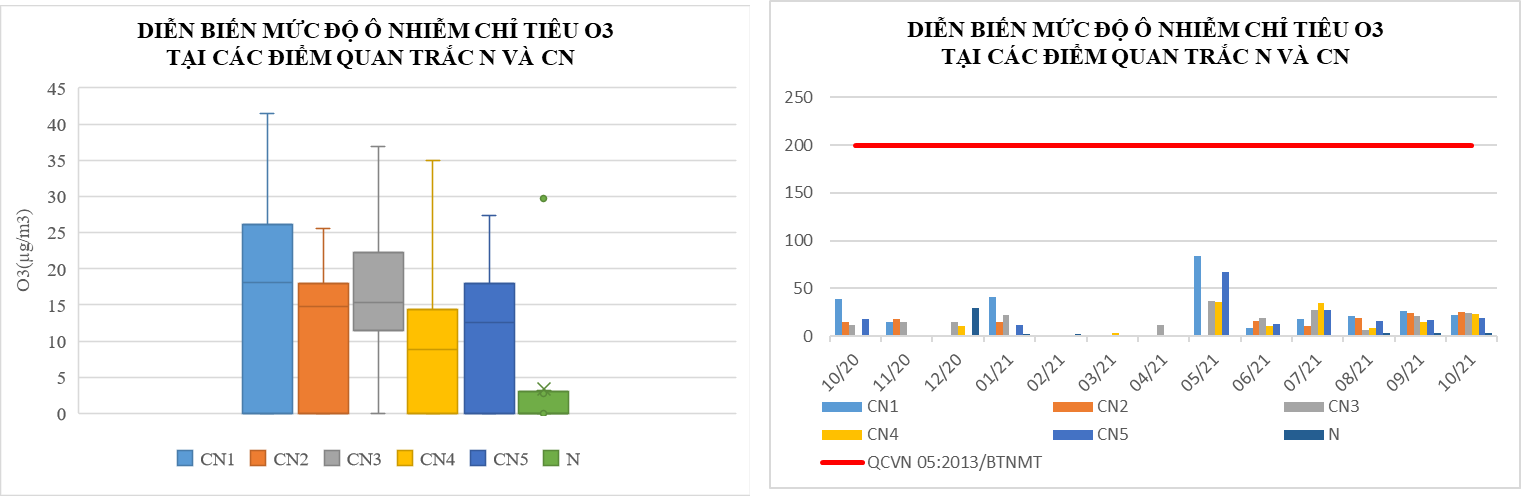 DIỄN BIẾN MỨC ĐỘ Ô NHIỄM CHỈ TIÊU O3
TẠI CÁC ĐIỂM QUAN TRẮC N VÀ CN
45
40
35
30
25
20
15
10
5
0
O3(µg/m3)
CN1 CN2 CN3 CN4 CN5 N
DIỄN BIẾN MỨC ĐỘ Ô NHIỄM CHỈ TIÊU O3
TẠI CÁC ĐIỂM QUAN TRẮC N VÀ CN
250
200
150
100
50
0
10/20 11/20 12/20 01/21 02/21 03/21 04/21 05/21 06/21 07/21 08/21 09/21 10/21
CN1 CN2 CN3
CN4 CN5 N
QCVN 05:2013/BTNMT